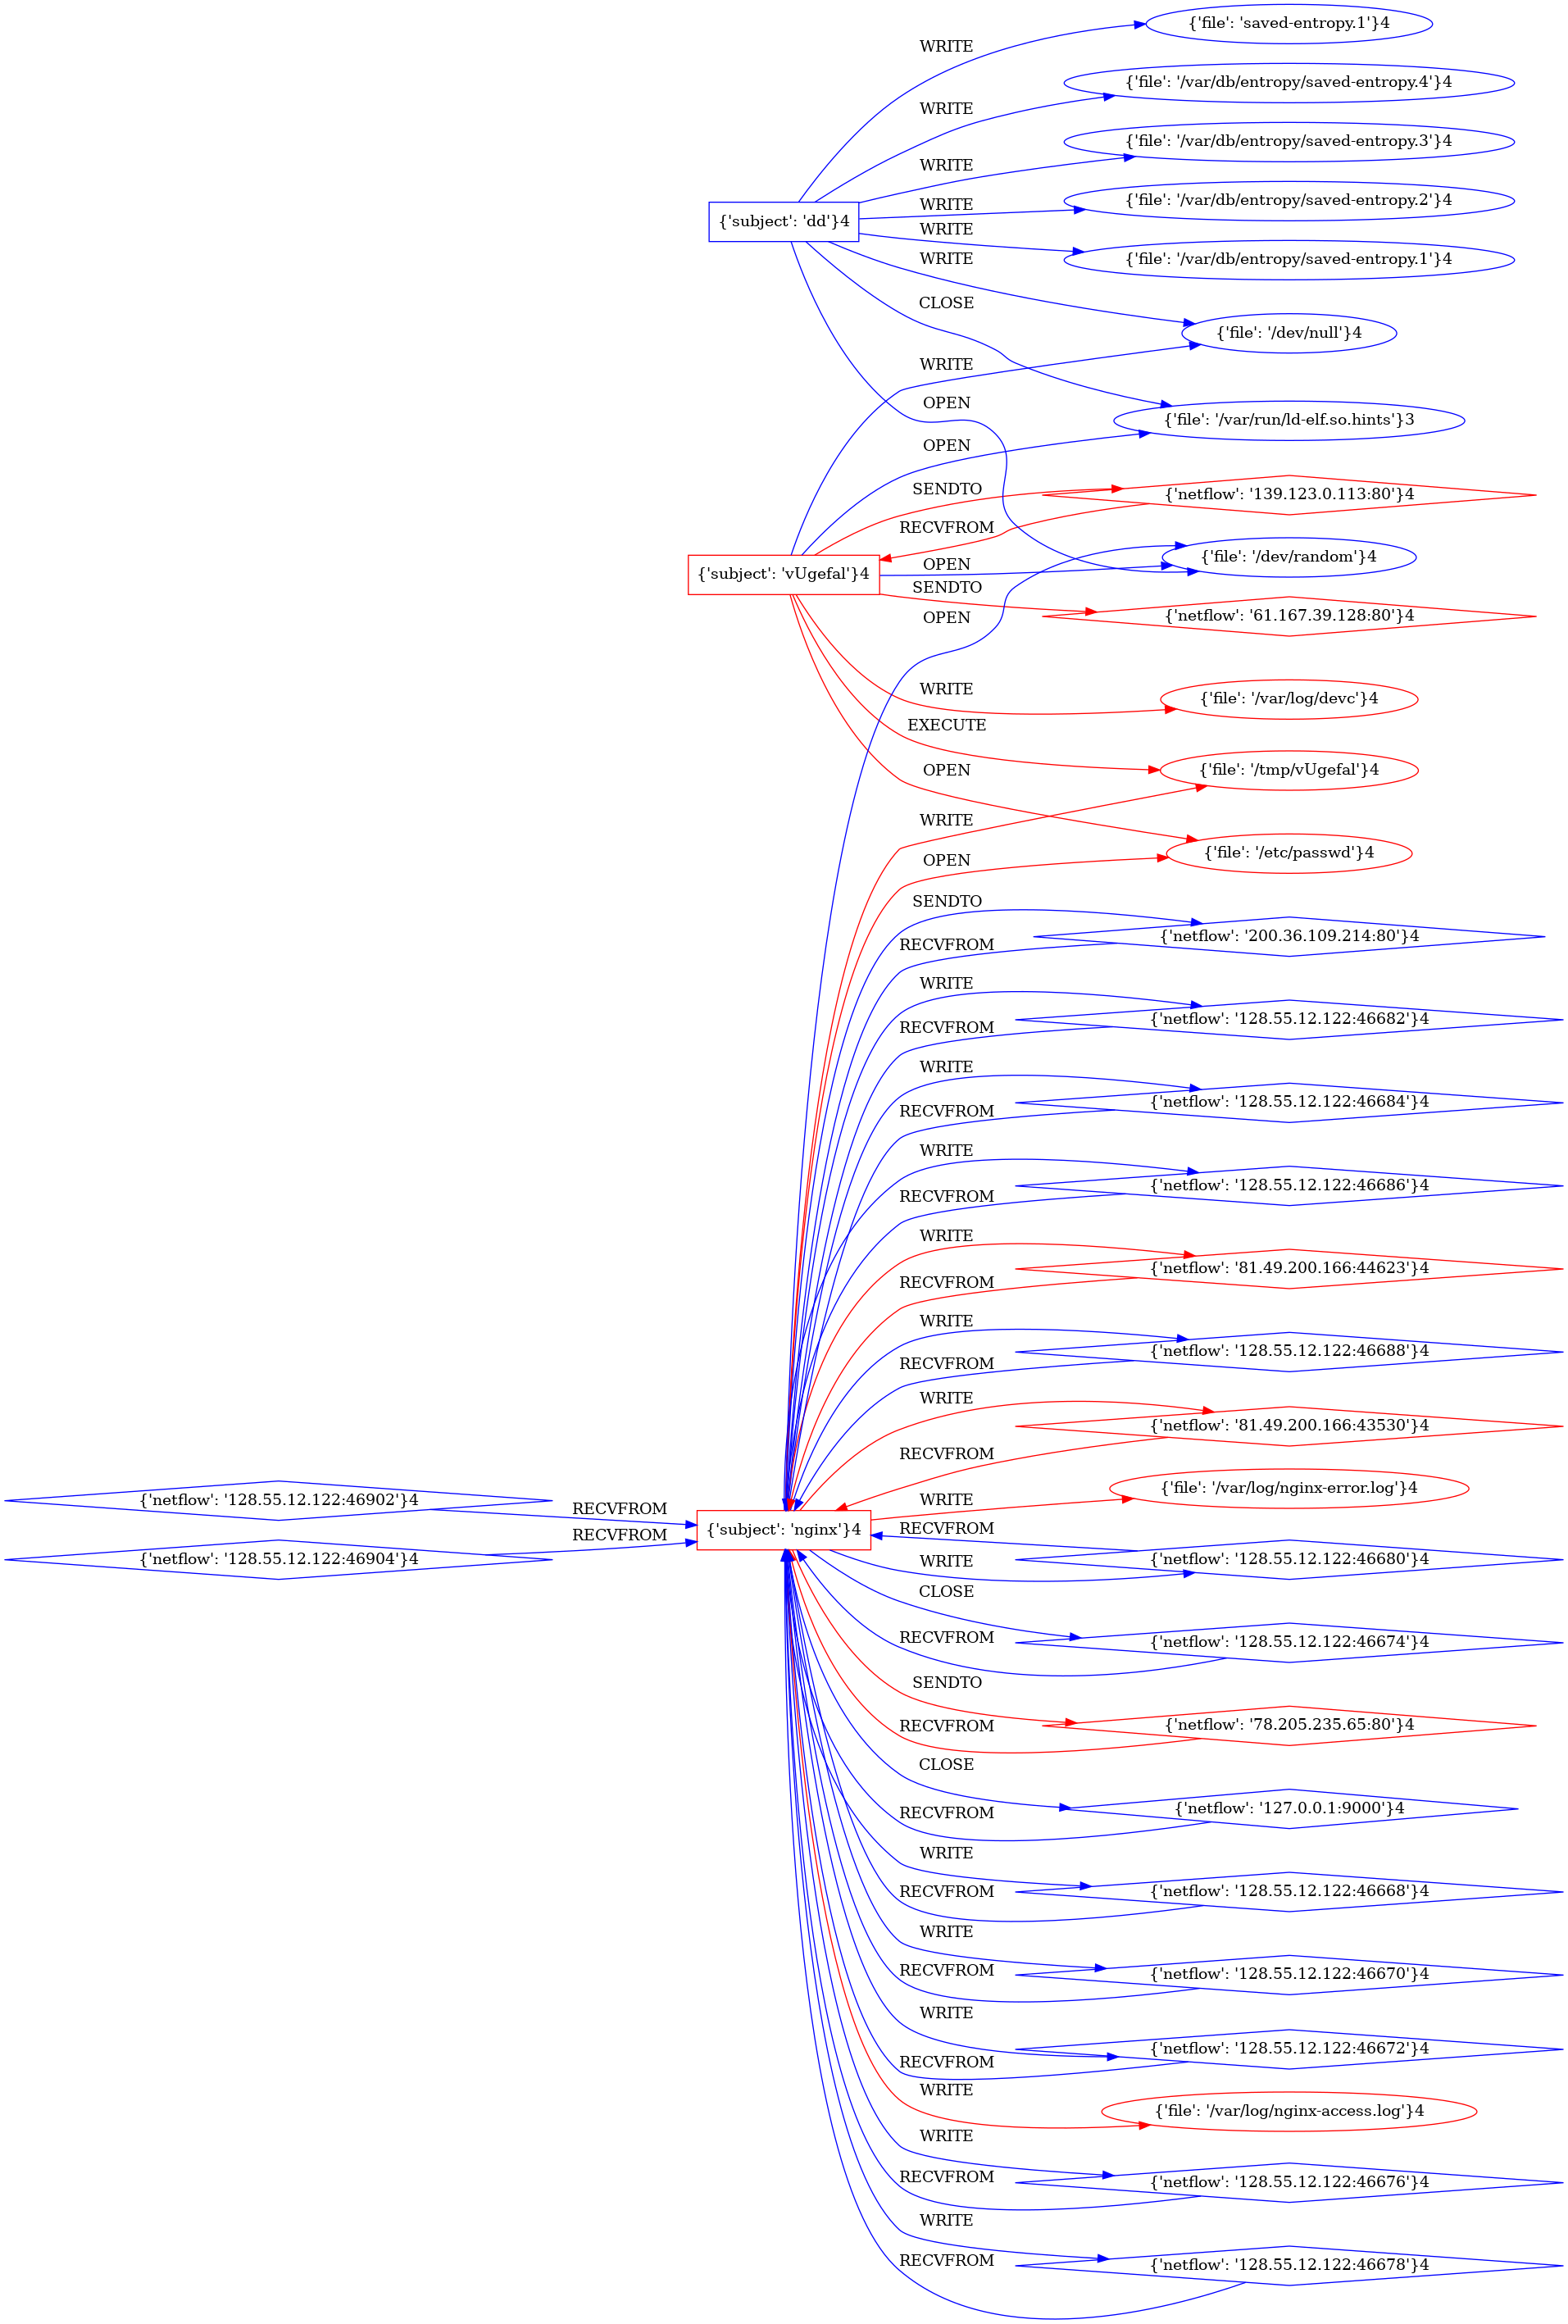 {'file': 'saved-entropy.1'}4
WRITE
{'file': '/var/db/entropy/saved-entropy.4'}4
WRITE
{'file': '/var/db/entropy/saved-entropy.3'}4
WRITE
{'file': '/var/db/entropy/saved-entropy.2'}4
WRITE
{'subject': 'dd'}4
WRITE
{'file': '/var/db/entropy/saved-entropy.1'}4
WRITE
CLOSE
{'file': '/dev/null'}4
WRITE
OPEN
{'file': '/var/run/ld-elf.so.hints'}3
OPEN
SENDTO
{'netflow': '139.123.0.113:80'}4
RECVFROM
{'file': '/dev/random'}4
OPEN
{'subject': 'vUgefal'}4
SENDTO
{'netflow': '61.167.39.128:80'}4
OPEN
WRITE
{'file': '/var/log/devc'}4
EXECUTE
{'file': '/tmp/vUgefal'}4
OPEN
WRITE
{'file': '/etc/passwd'}4
OPEN
SENDTO
{'netflow': '200.36.109.214:80'}4
RECVFROM
WRITE
{'netflow': '128.55.12.122:46682'}4
RECVFROM
WRITE
{'netflow': '128.55.12.122:46684'}4
RECVFROM
WRITE
{'netflow': '128.55.12.122:46686'}4
RECVFROM
WRITE
{'netflow': '81.49.200.166:44623'}4
RECVFROM
WRITE
{'netflow': '128.55.12.122:46688'}4
RECVFROM
WRITE
{'netflow': '81.49.200.166:43530'}4
RECVFROM
{'file': '/var/log/nginx-error.log'}4
WRITE
{'netflow': '128.55.12.122:46902'}4
RECVFROM
{'subject': 'nginx'}4
RECVFROM
RECVFROM
{'netflow': '128.55.12.122:46904'}4
{'netflow': '128.55.12.122:46680'}4
WRITE
CLOSE
{'netflow': '128.55.12.122:46674'}4
RECVFROM
SENDTO
{'netflow': '78.205.235.65:80'}4
RECVFROM
CLOSE
{'netflow': '127.0.0.1:9000'}4
RECVFROM
WRITE
{'netflow': '128.55.12.122:46668'}4
RECVFROM
WRITE
{'netflow': '128.55.12.122:46670'}4
RECVFROM
WRITE
{'netflow': '128.55.12.122:46672'}4
RECVFROM
WRITE
{'file': '/var/log/nginx-access.log'}4
WRITE
{'netflow': '128.55.12.122:46676'}4
RECVFROM
WRITE
{'netflow': '128.55.12.122:46678'}4
RECVFROM